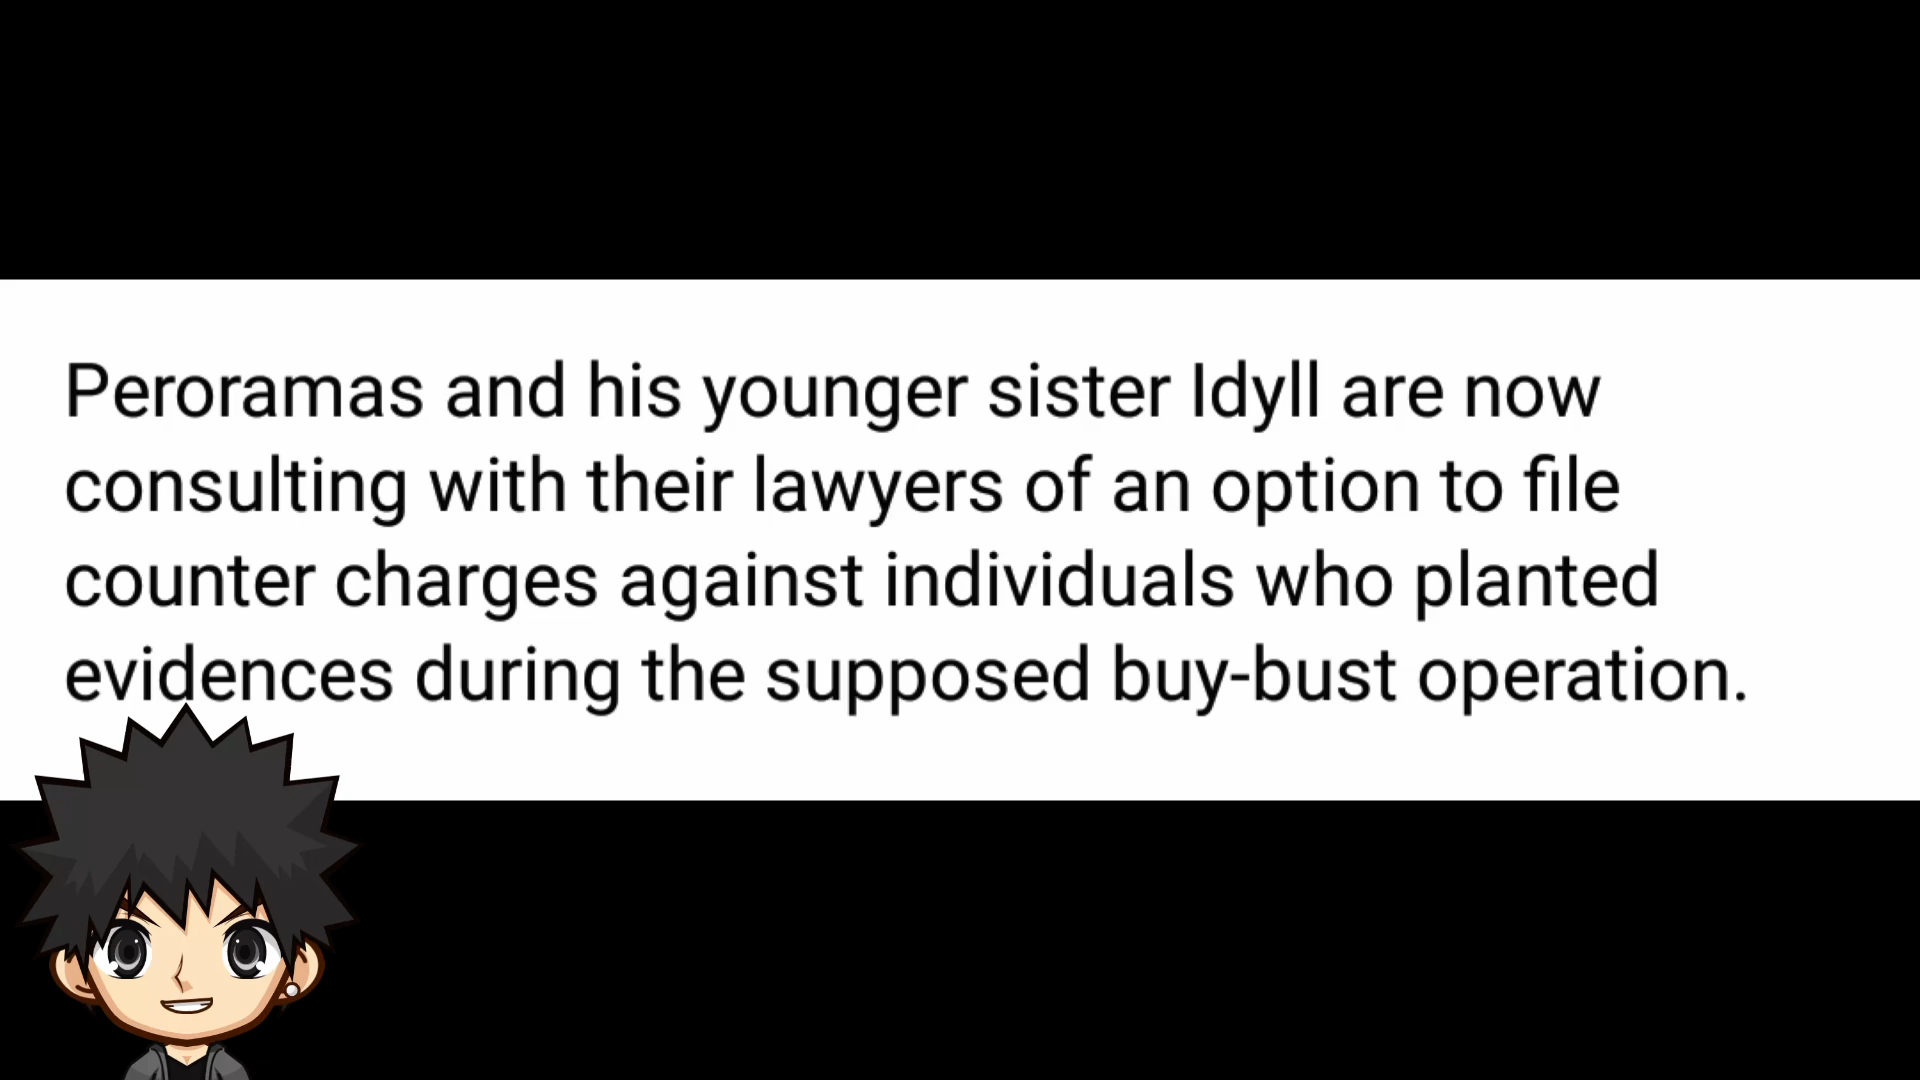 Peroramas and his younger sister Idyll are now
consulting with their lawyers of an option to file
counter charges against individuals who planted
evidences during the supposed buy-bust operation.